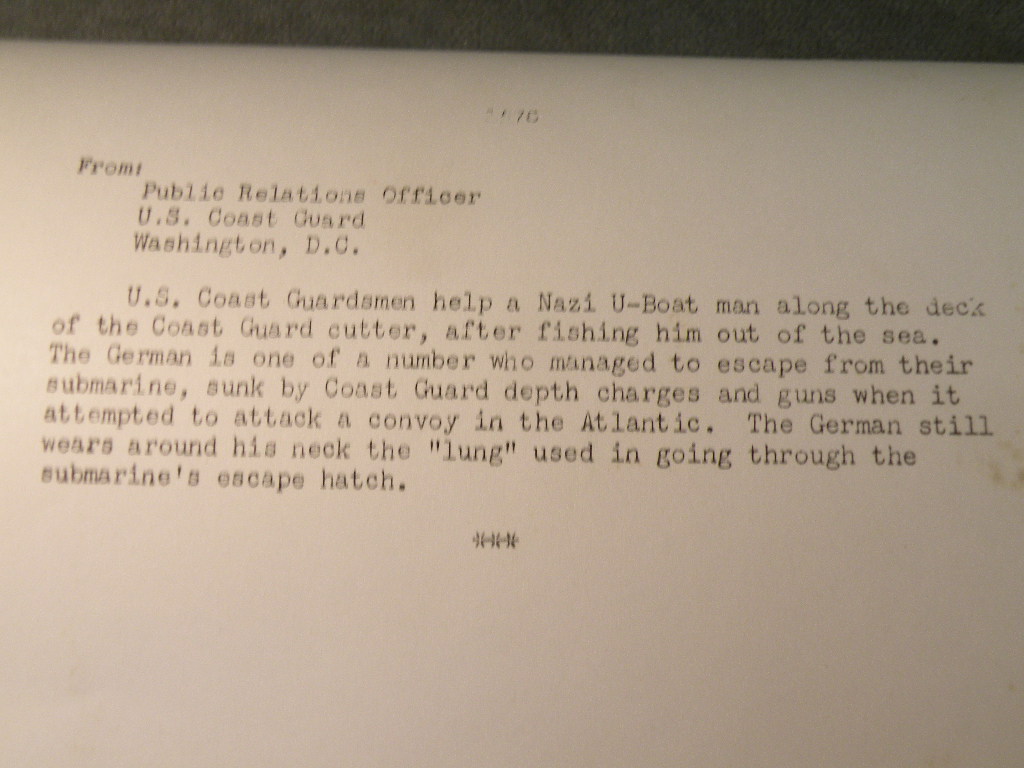 From:
Public Relations Officer
U.S. Coast Guard
Washington, D.C.
U.S. Coast Guardsmen help a Nazi U-Boat man along the deck
of the Coast Guard cutter, after fishing him out of the sea.
The German is one of a number who managed to escape from their
submarine, sunk by Coast Guard depth charges and guns when it
attempted to attack a convoy in the Atlantic. The German still
wears around his neck the "lung" used in going through the
submarine's escape hatch.
****